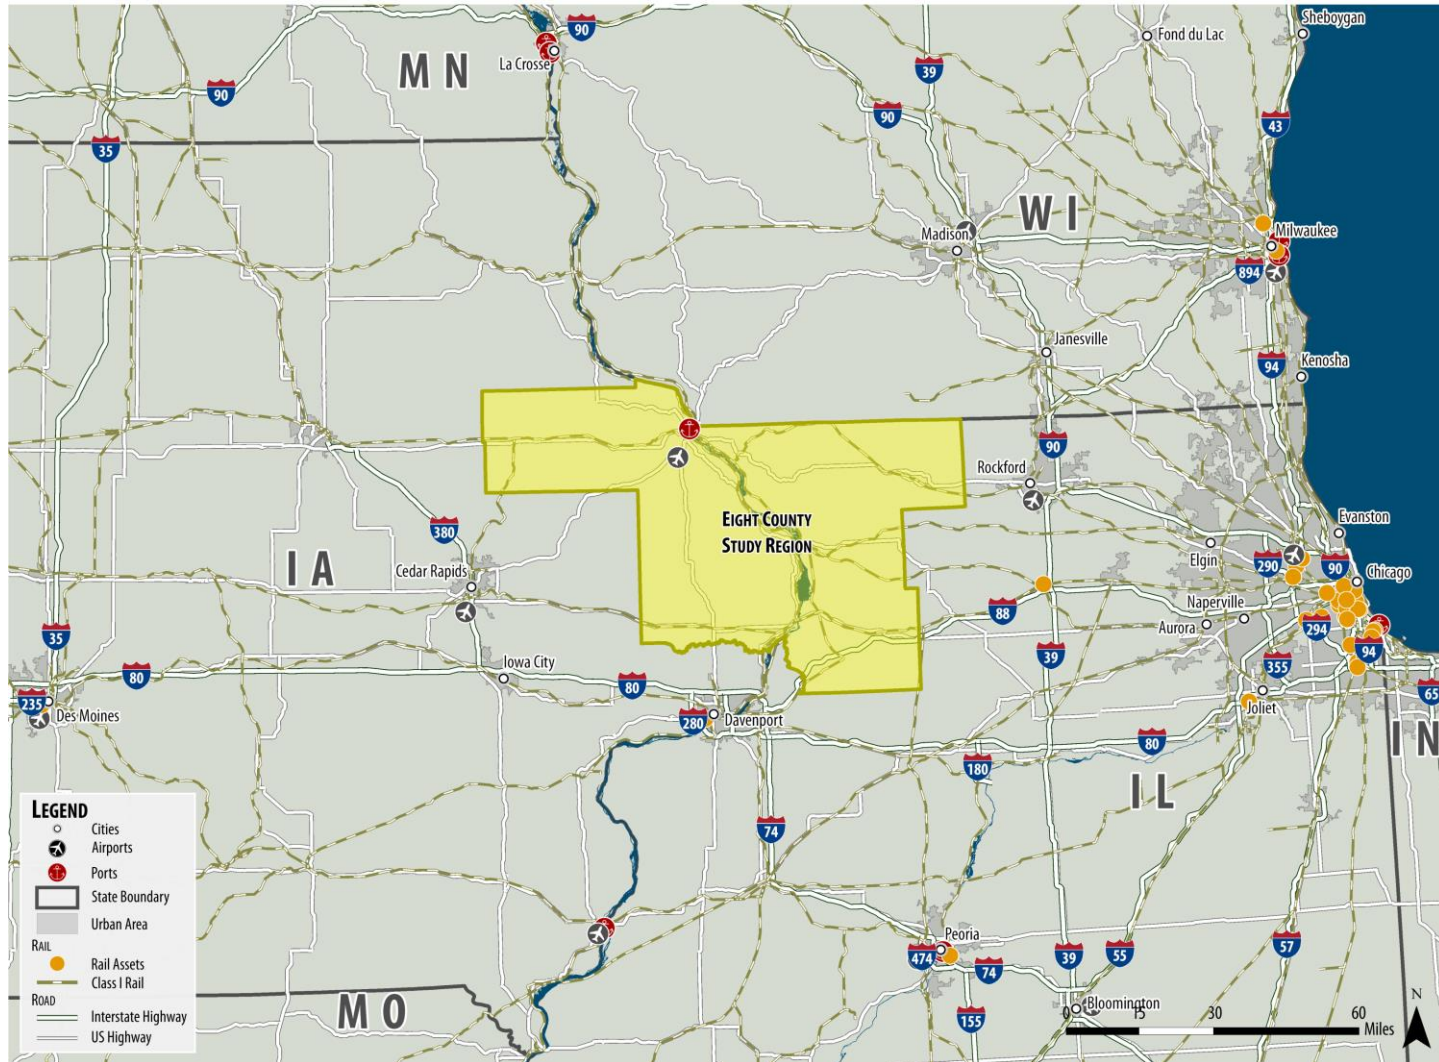 Sheboygan
90
Fond du Lac
MN
La Crosse
39
90
90
43
35
WI
Madison
Milwaukee
894
Janesville
94
Kenosha
90
Rockford
EIGHT COUNTY
STUDY REGION
Evanston
380
Elgin
290
90
IA
Cedar Rapids
Chicago
Naperville
88
Aurora
294
35
39
94
Iowa City
355
80
80
65
235
Des Moines
Joliet
280
Davenport
80
IN
180
IL
LEGEND
Cities
74
Airports
Ports
State Boundary
Urban Area
Peoria
RAIL
474
39
55
57
Rail Assets
74
Class I Rail
ROAD
N
MO
Bloomington
Interstate Highway
155
0 15 30 60
Miles
US Highway